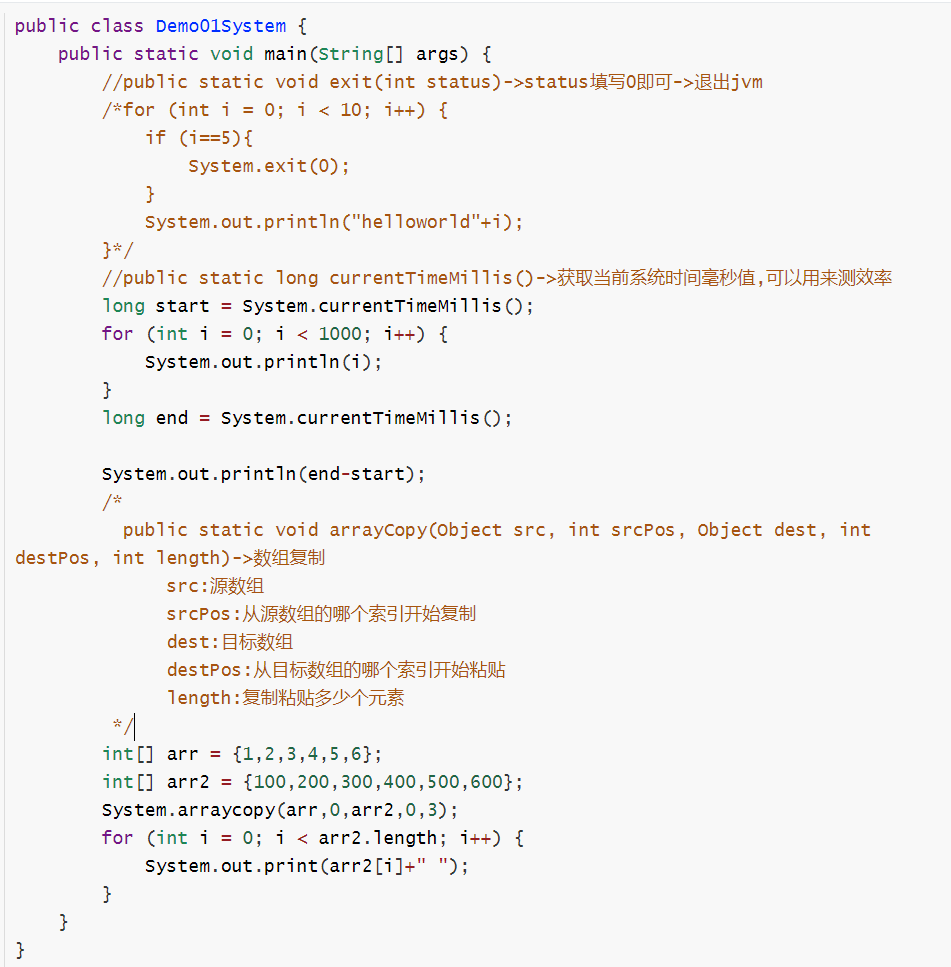 public class Demo01System {
    public static void main(String[] args) {
        //public static void exit(int status)->status填写0即可->退出jvm
        /*for (int i = 0; i < 10; i++) {
            if (i==5){
                System.exit(0);
            }
            System.out.println("helloworld"+i);
        }*/
        //public static long currentTimeMillis()->获取当前系统时间毫秒值,可以用来测效率
        long start = System.currentTimeMillis();
        for (int i = 0; i < 1000; i++) {
            System.out.println(i);
        }
        long end = System.currentTimeMillis();

        System.out.println(end-start);
        /*
          public static void arrayCopy(Object src, int srcPos, Object dest, int
destPos, int length)->数组复制
              src:源数组
              srcPos:从源数组的哪个索引开始复制
              dest:目标数组
              destPos:从目标数组的哪个索引开始粘贴
              length:复制粘贴多少个元素
         */
        int[] arr = {1,2,3,4,5,6};
        int[] arr2 = {100,200,300,400,500,600};
        System.arraycopy(arr,0,arr2,0,3);
        for (int i = 0; i < arr2.length; i++) {
            System.out.print(arr2[i]+" ");
        }
    }
}